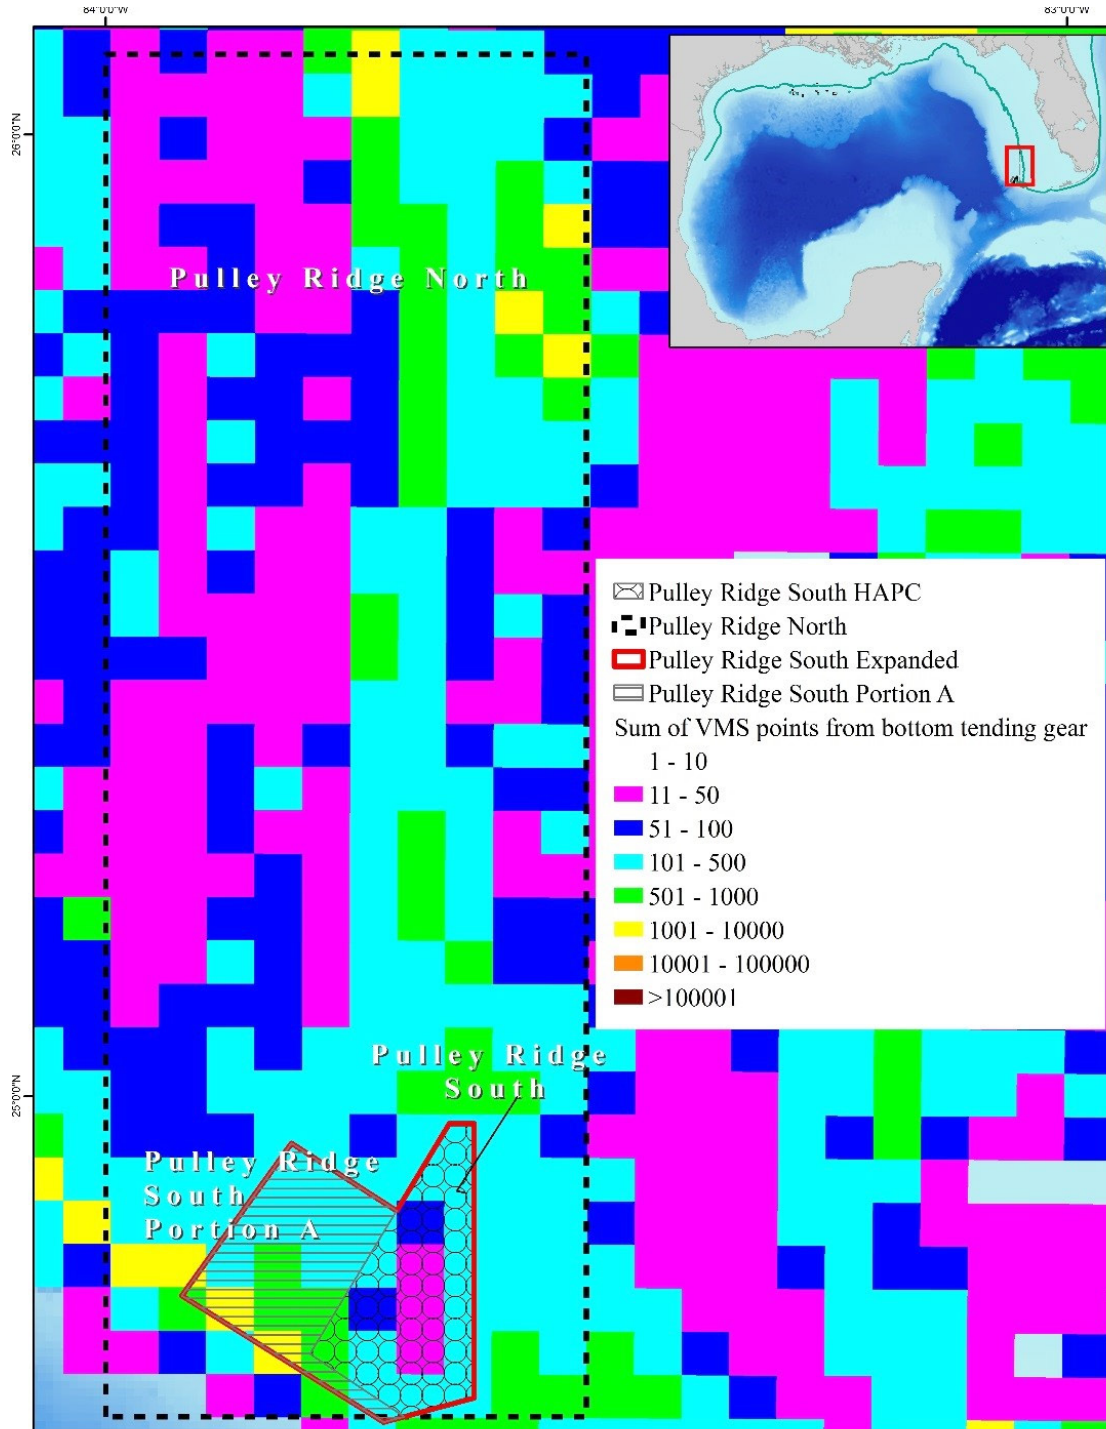 84°0'0"W
83°0'0"W
26°0'0"N
Pulley Ridge North
Pulley Ridge South HAPC
Pulley Ridge North
Pulley Ridge South Expanded
Pulley Ridge South Portion A
Sum of VMS points from bottom tending gear
1 - 10
11 - 50
51 - 100
101 - 500
501 - 1000
1001 - 10000
10001 - 100000
>100001
Pulley Ridge
South
25°0'0"N
Pulley Ridge
South
Portion A